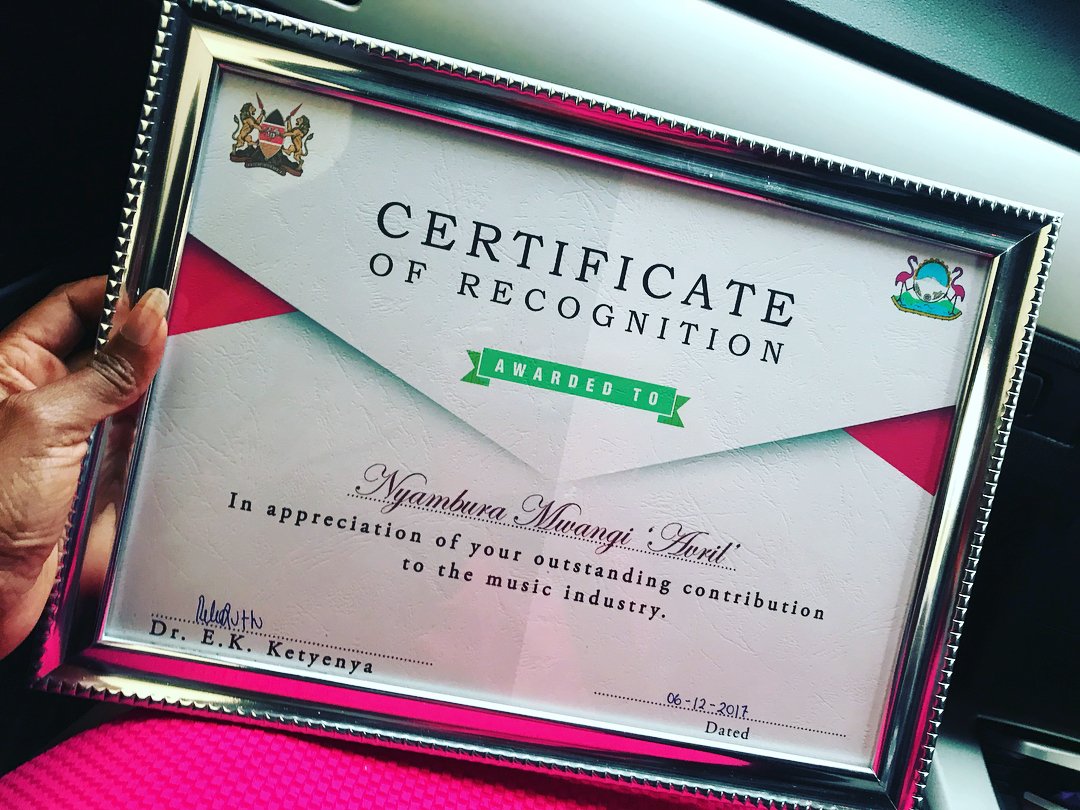 CERTIFICATE
OF RECOGNITION
AWARDED TO
Nyambura Mwangi 'Avril'
In appreciation of your outstanding contribution
to the music industry.
Dr. E.K. Ketyenya
06-12-2017
Dated